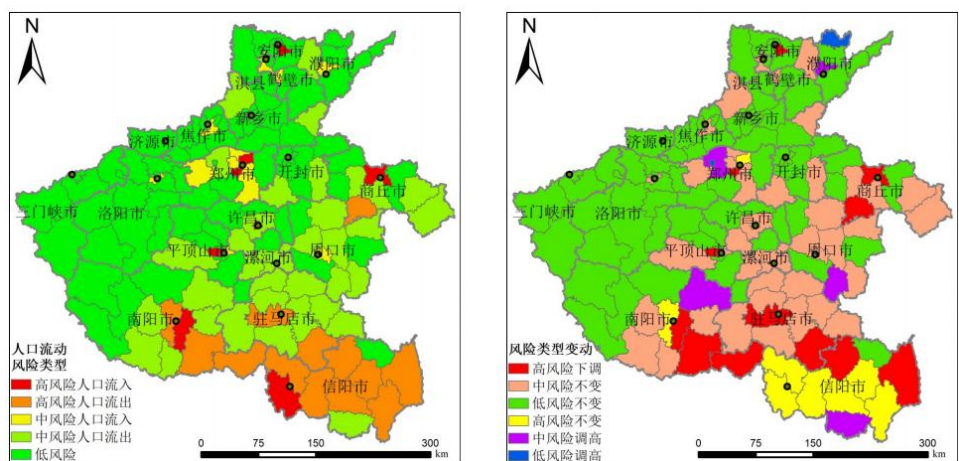 N
安阳市
濮阳市
淇县
鹤壁市
新乡市
焦作市
济源市
郑州市
开封市
商丘市
三门峡市
洛阳市
许昌市
平顶山市
漯河市
周口市
南阳市
驻马店市
信阳市
人口流动
风险类型
高风险人口流入
高风险人口流出
中风险人口流入
中风险人口流出
低风险
0 75 150 300
km
N
安阳市
濮阳市
淇县
鹤壁市
新乡市
焦作市
济源市
郑州市
开封市
商丘市
三门峡市
洛阳市
许昌市
平顶山市
漯河市
周口市
南阳市
驻马店市
信阳市
风险类型变动
高风险下调
中风险不变
低风险不变
高风险不变
中风险调高
低风险调高
0 75 150 300
km